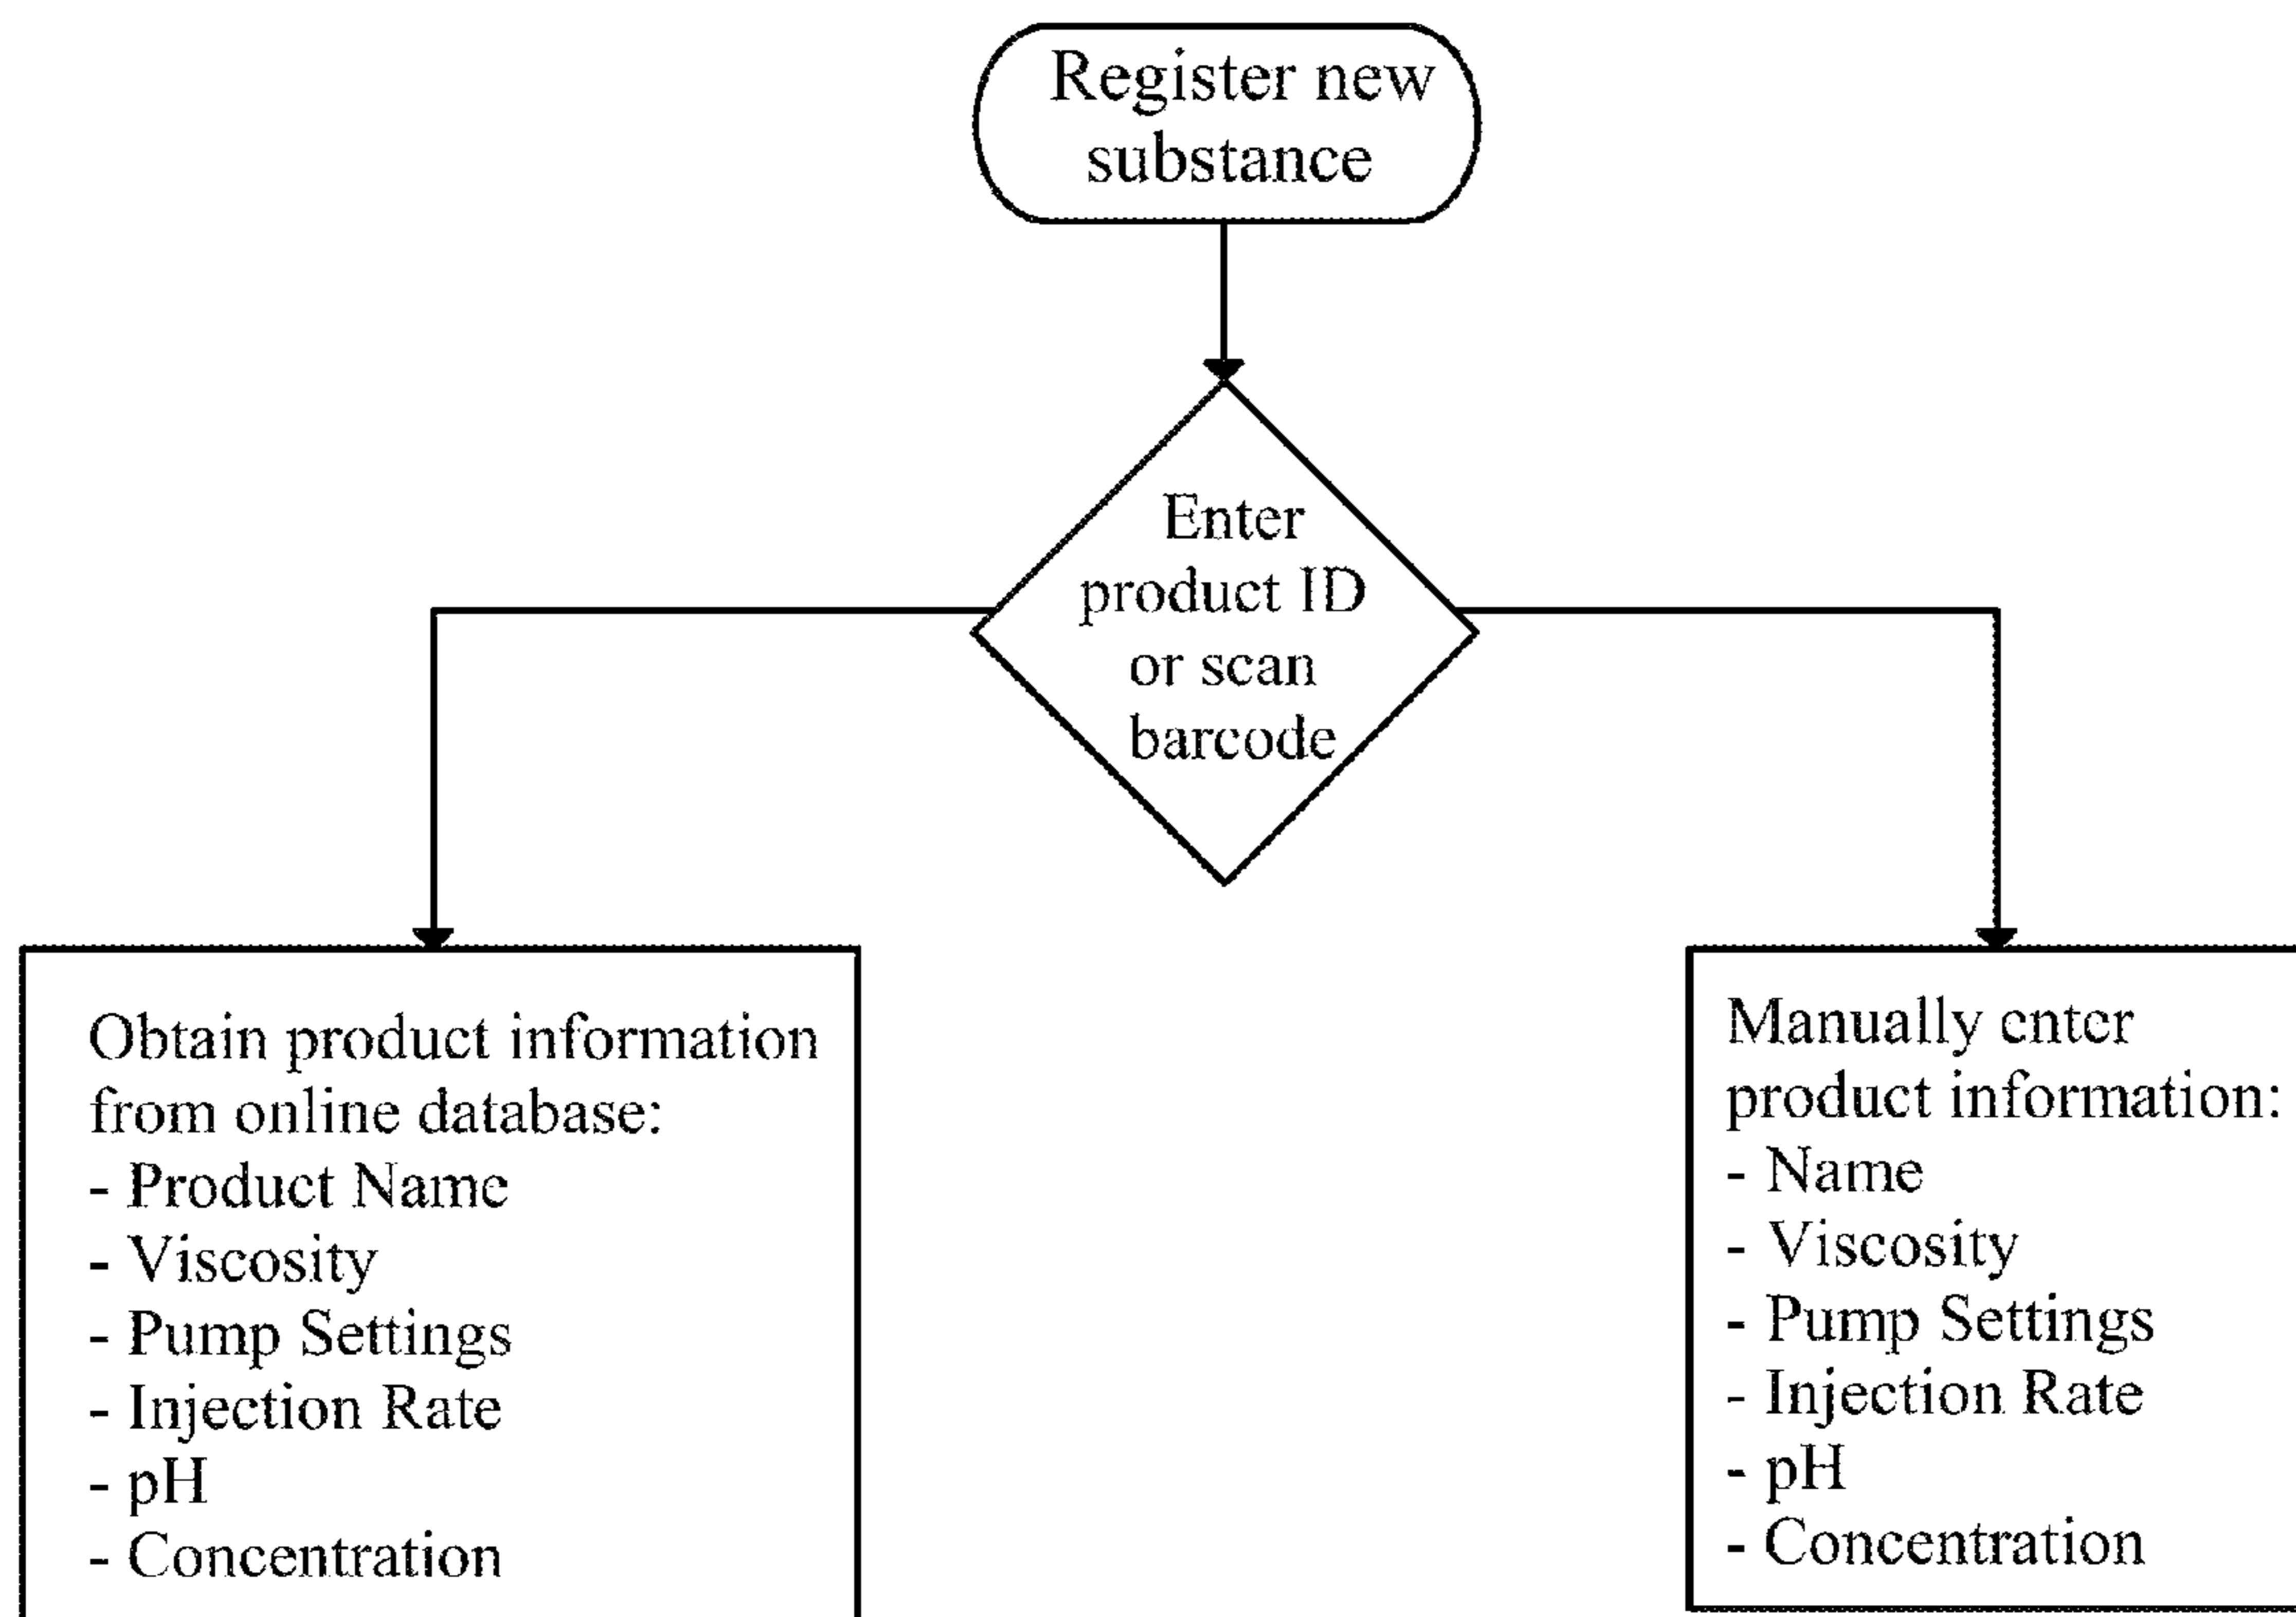 Register new
substance
Enter
product ID
or scan
barcode
Obtain product information
from online database:
- Product Name
- Viscosity
- Pump Settings
- Injection Rate
- pH
- Concentration
Manually enter
product information:
- Name
- Viscosity
- Pump Settings
- Injection Rate
- pH
- Concentration